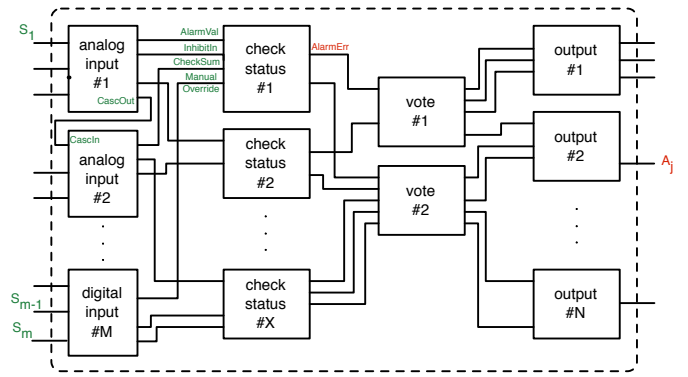 S1
analog
input
#1
CascOut
AlarmVal
InhibitIn
CheckSum
Manual
Override
check
status
#1
AlarmErr
vote
#1
output
#1
CascIn
analog
input
#2
check
status
#2
vote
#2
output
#2
Aj
Sm-1
Sm
digital
input
#M
check
status
#X
output
#N